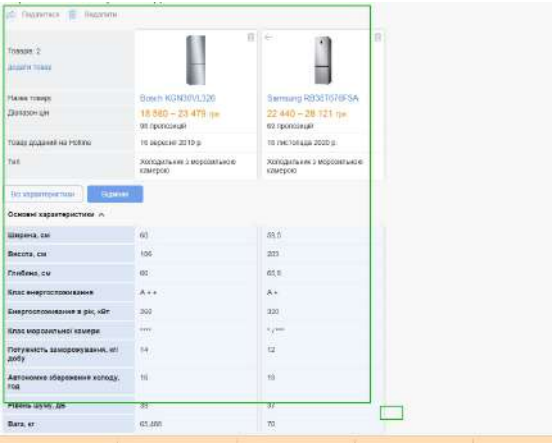 Поділитися Видалити
Товарів: 2
додати товар
Назва товару Bosch KGN39VL326 Samsung RB38T676FSA
Діапазон цін 18 860 – 23 479 грн 22 440 – 28 121 грн
98 пропозицій 69 пропозицій
Товар доданий на Hotline 16 вересня 2019 р. 16 листопада 2020 р.
Тип Холодильник з морозильною камерою Холодильник з морозильною камерою
Всі характеристики Відмінні
Основні характеристики
Ширина, см 60 59,5
Висота, см 203
Глибина, см 66 65,8
Клас енергоспоживання A++ A+
Енергоспоживання в рік, кВт
Клас морозильної камери
Потужність заморожування, кг/добу 14 12
Автономне збереження холоду, год 16
Рівень шуму, дБ 39 37
Вага, кг 70